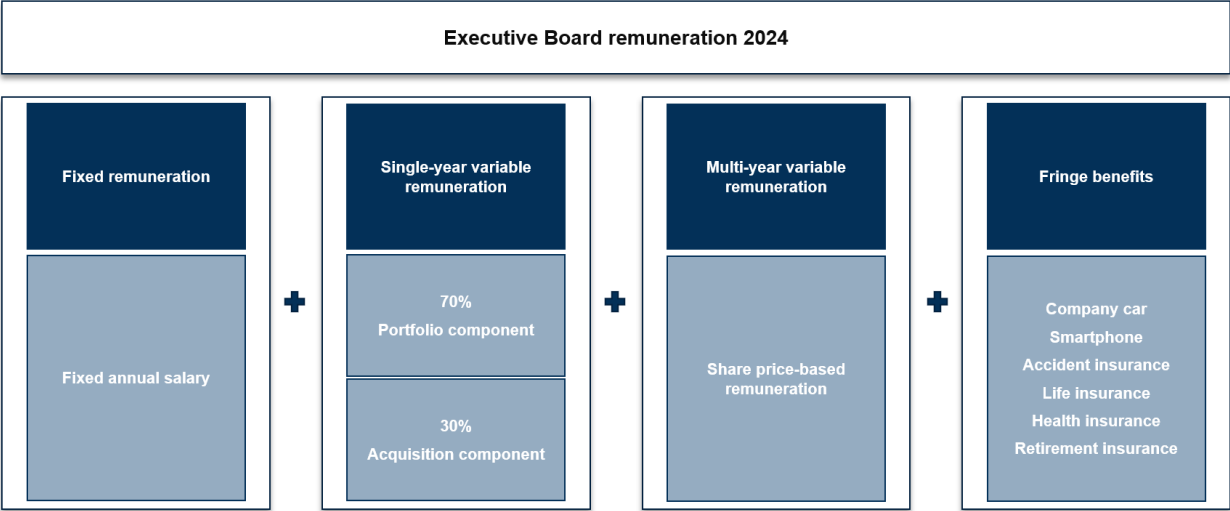 Executive Board remuneration 2024
Fixed remuneration
Fixed annual salary
Single-year variable
remuneration
70%
Portfolio component
30%
Acquisition component
Multi-year variable
remuneration
Share price-based
remuneration
Fringe benefits
Company car
Smartphone
Accident insurance
Life insurance
Health insurance
Retirement insurance